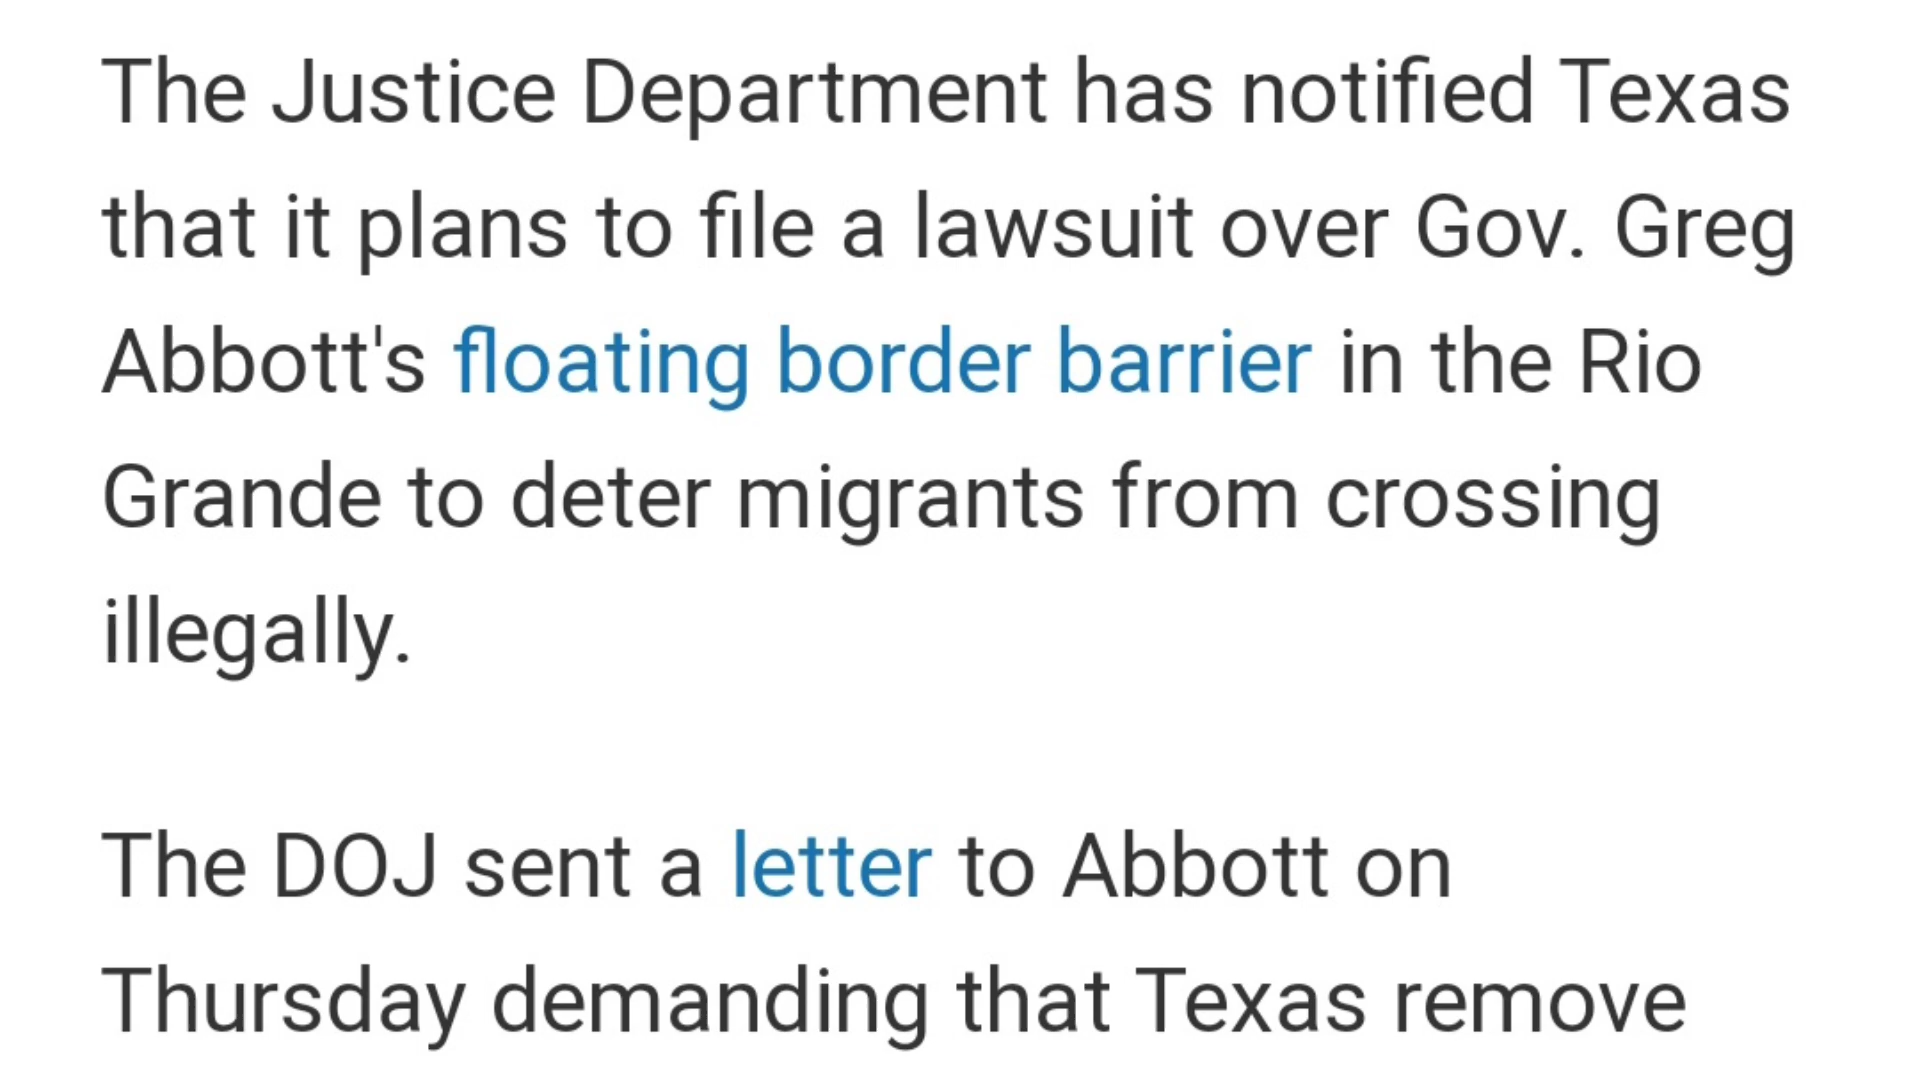 The Justice Department has notified Texas
that it plans to file a lawsuit over Gov. Greg
Abbott's floating border barrier in the Rio
Grande to deter migrants from crossing
illegally.
The DOJ sent a letter to Abbott on
Thursday demanding that Texas remove